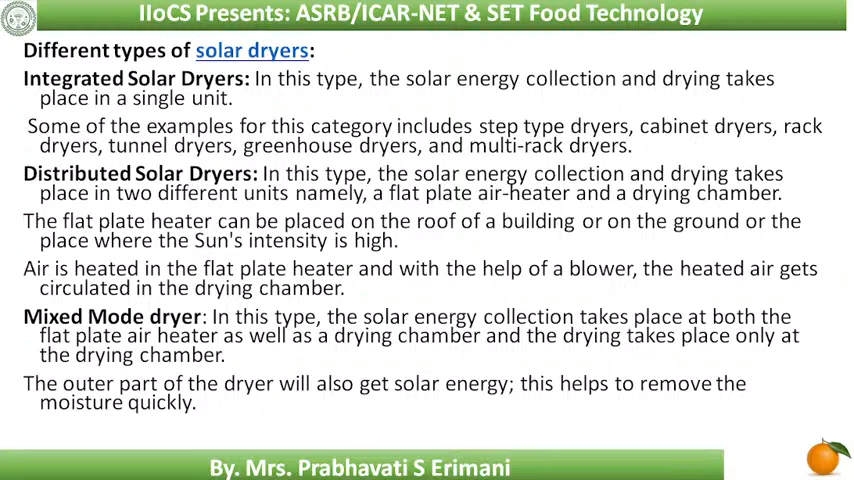 IIoCS Presents: ASRB/ICAR-NET & SET Food Technology
Different types of solar dryers:
Integrated Solar Dryers: In this type, the solar energy collection and drying takes
place in a single unit.
Some of the examples for this category includes step type dryers, cabinet dryers, rack
dryers, tunnel dryers, greenhouse dryers, and multi-rack dryers.
Distributed Solar Dryers: In this type, the solar energy collection and drying takes
place in two different units namely, a flat plate air-heater and a drying chamber.
The flat plate heater can be placed on the roof of a building or on the ground or the
place where the Sun's intensity is high.
Air is heated in the flat plate heater and with the help of a blower, the heated air gets
circulated in the drying chamber.
Mixed Mode dryer: In this type, the solar energy collection takes place at both the
flat plate air heater as well as a drying chamber and the drying takes place only at
the drying chamber.
The outer part of the dryer will also get solar energy; this helps to remove the
moisture quickly.
By. Mrs. Prabhavati S Erimani